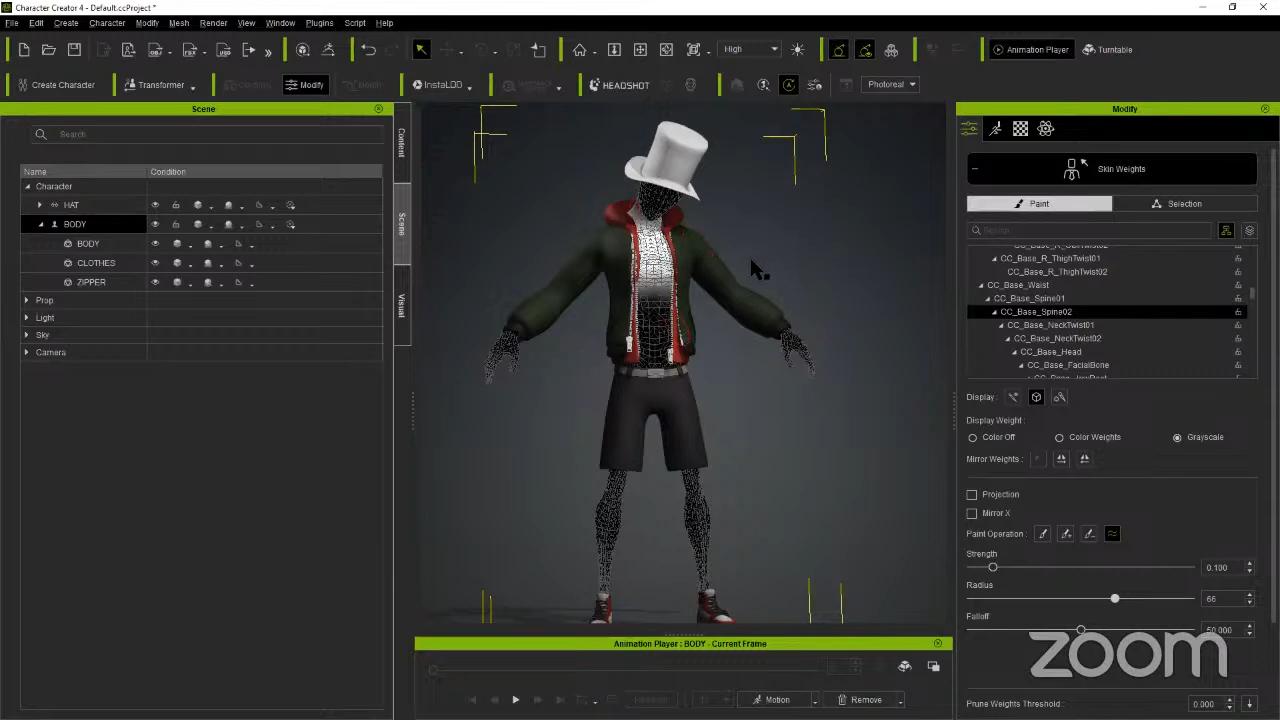 Character Creator 4 - Default.ccProject *
File Edit Create Character Modify Mesh Render View Window Plugins Script Help
High Animation Player Turntable
Create Character Transformer Modify InstaLOD HEADSHOT Photoreal
Scene
Search
Name Condition
Character
HAT
BODY
BODY
CLOTHES
ZIPPER
Prop
Light
Sky
Camera
Content
Scene
Visual
Animation Player : BODY - Current Frame
Motion Remove
Modify
Skin Weights
Paint Selection
Search
CC_Base_R_ThighTwist01
CC_Base_R_ThighTwist02
CC_Base_Waist
CC_Base_Spine01
CC_Base_Spine02
CC_Base_NeckTwist01
CC_Base_NeckTwist02
CC_Base_Head
CC_Base_FacialBone
Display :
Display Weight :
Color Off Color Weights Grayscale
Mirror Weights :
Projection
Mirror X
Paint Operation :
Strength
0.100
Radius
66
Falloff
50.000
zoom
Prune Weights Threshold : 0.000